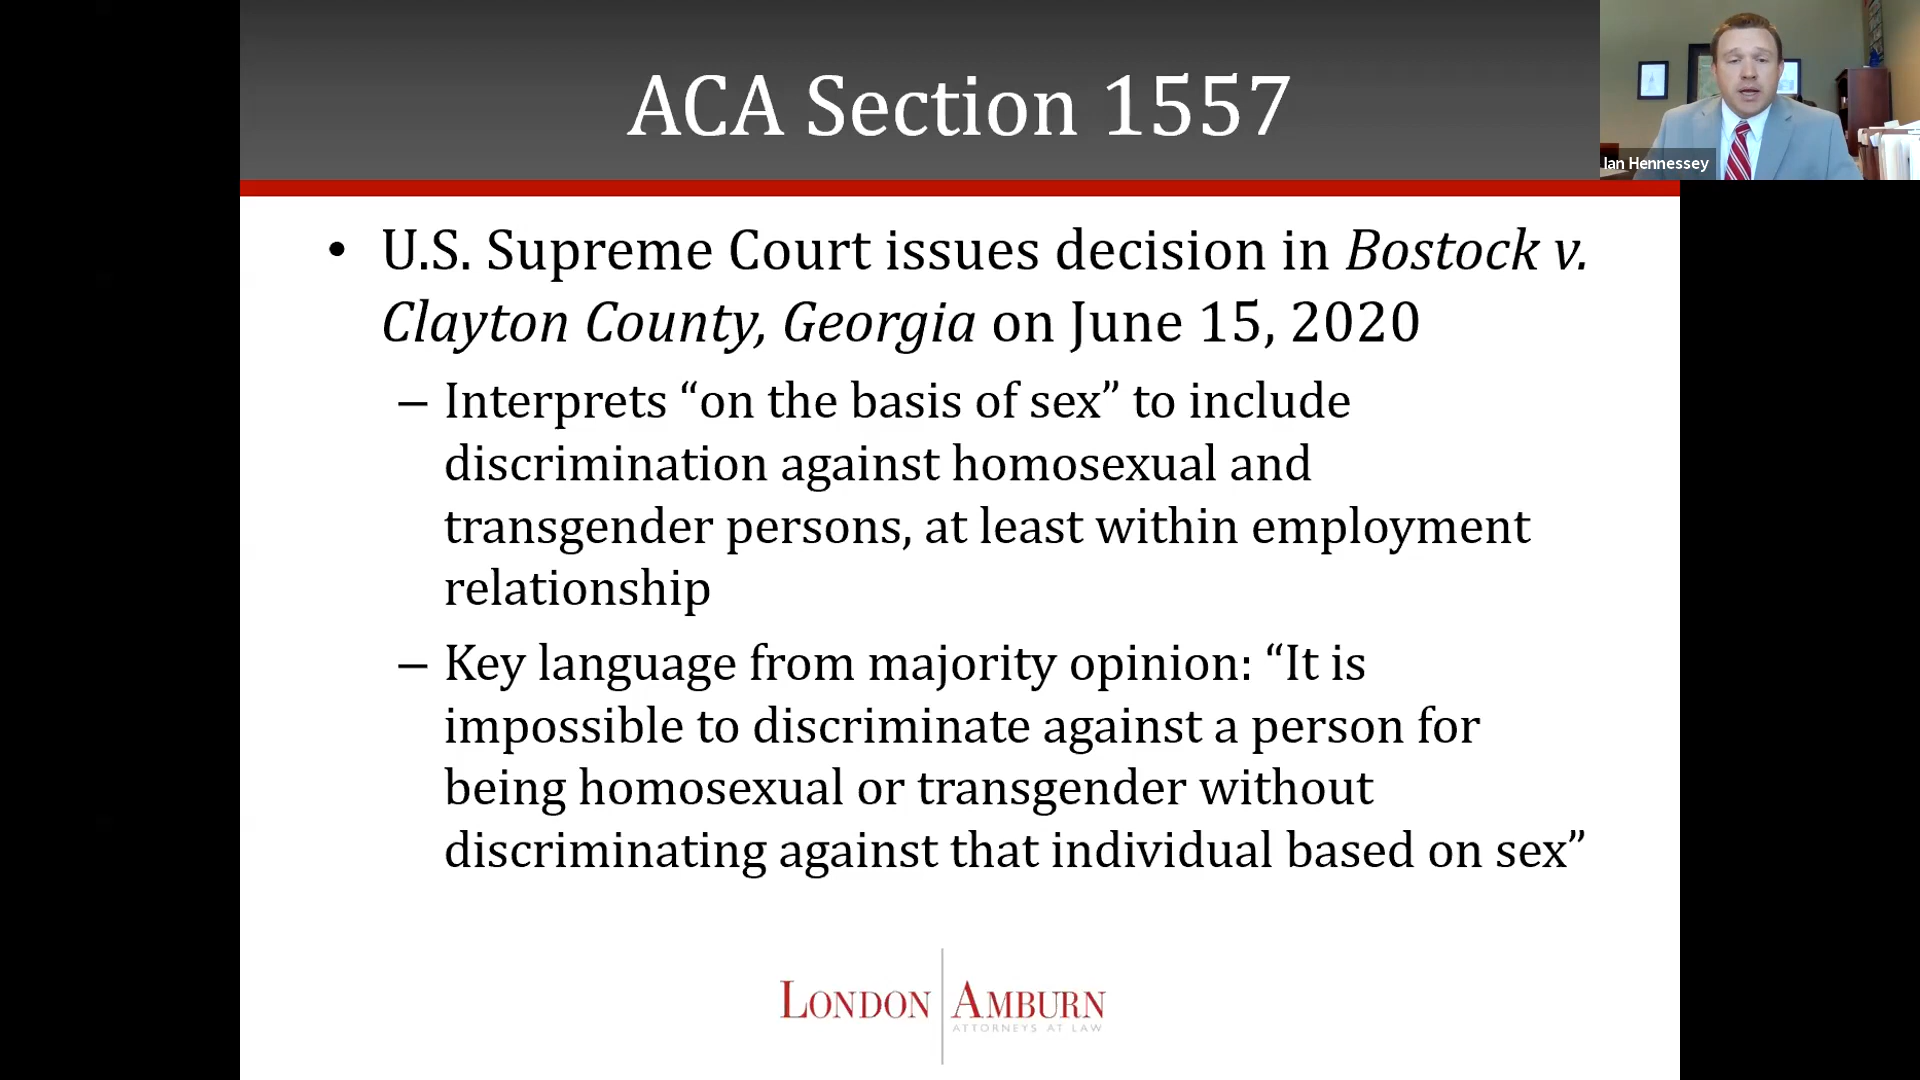 ACA Section 1557
Ian Hennessey
• U.S. Supreme Court issues decision in Bostock v.
Clayton County, Georgia on June 15, 2020
– Interprets “on the basis of sex” to include
discrimination against homosexual and
transgender persons, at least within employment
relationship
– Key language from majority opinion: “It is
impossible to discriminate against a person for
being homosexual or transgender without
discriminating against that individual based on sex”
LONDON AMBURN
ATTORNEYS AT LAW